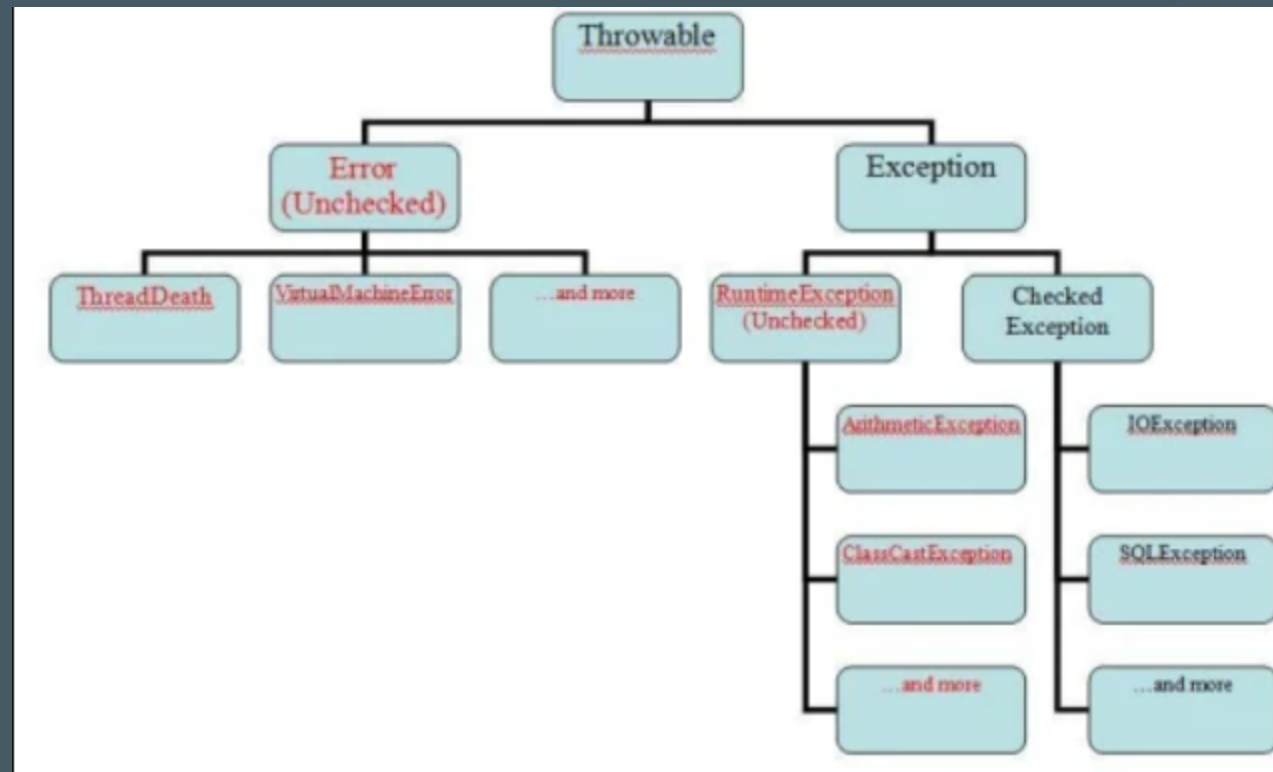 Throwable
Error
(Unchecked)
Exception
ThreadDeath
VirtualMachineError
...and more
RuntimeException
(Unchecked)
Checked
Exception
ArithmeticException
IOException
ClassCastException
SQLException
...and more
...and more